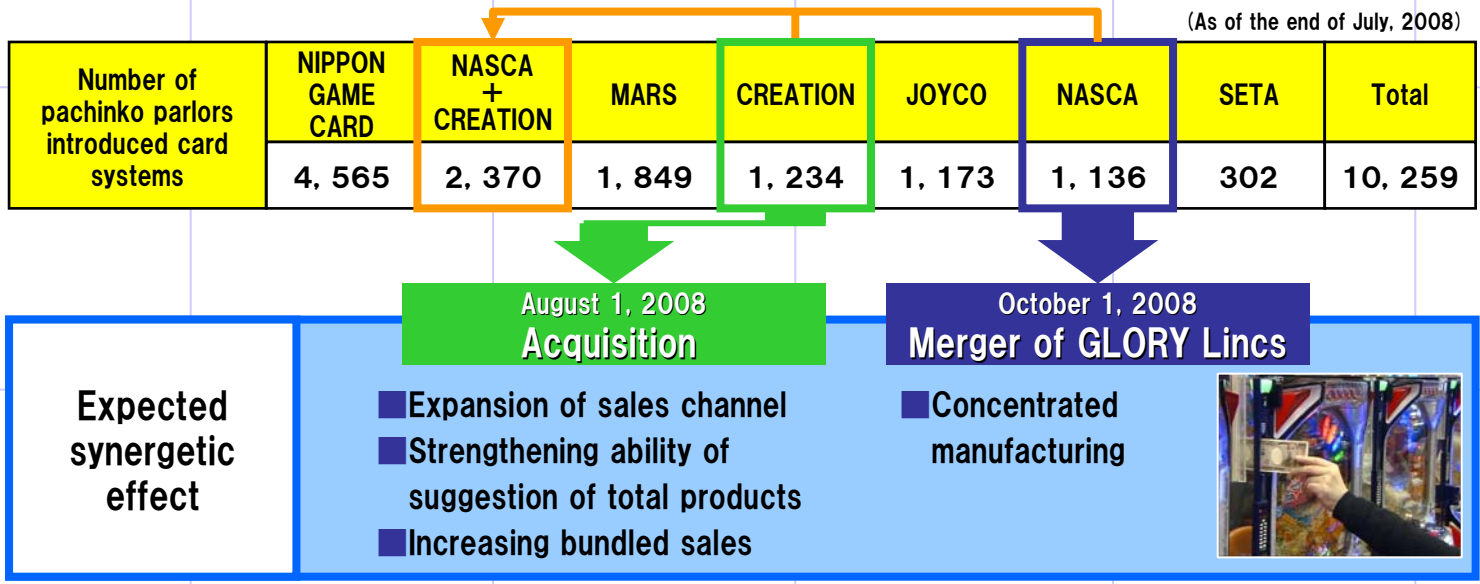 (As of the end of July, 2008)
Number of
pachinko parlors
introduced card
systems
NIPPON
GAME
CARD
NASCA
+
CREATION
MARS
CREATION
JOYCO
NASCA
SETA
Total
4, 565
2, 370
1, 849
1, 234
1, 173
1, 136
302
10, 259
August 1, 2008
Acquisition
October 1, 2008
Merger of GLORY Lincs
Expected
synergetic
effect
■Expansion of sales channel
■Strengthening ability of
suggestion of total products
■Increasing bundled sales
■Concentrated
manufacturing